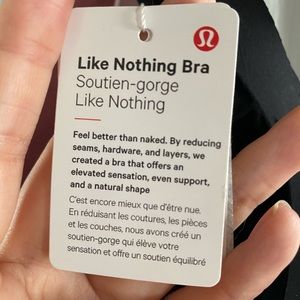 Like Nothing Bra
Soutien-gorge
Like Nothing
Feel better than naked. By reducing
seams, hardware, and layers, we
created a bra that offers an
elevated sensation, even support,
and a natural shape
C'est encore mieux que d'être nue.
En réduisant les coutures, les pièces
et les couches, nous avons créé un
soutien-gorge qui élève votre
sensation et offre un soutien équilibré